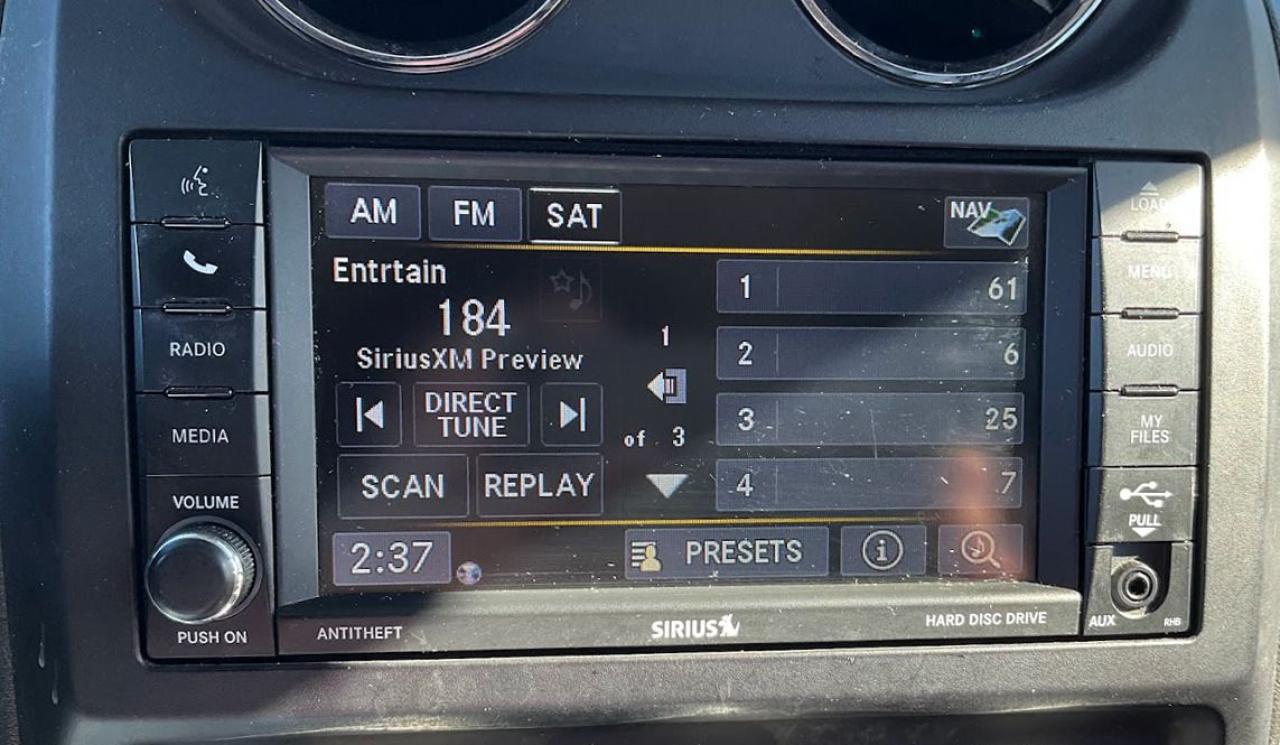 AM FM SAT NAV
Entrtain
184
SiriusXM Preview
DIRECT
TUNE
SCAN REPLAY
1
of 3
1 61
2 6
3 25
4 7
2:37 PRESETS
RADIO
MEDIA
VOLUME
PUSH ON
LOAD
MENU
AUDIO
MY
FILES
PULL
AUX RHB
ANTITHEFT SIRIUS HARD DISC DRIVE